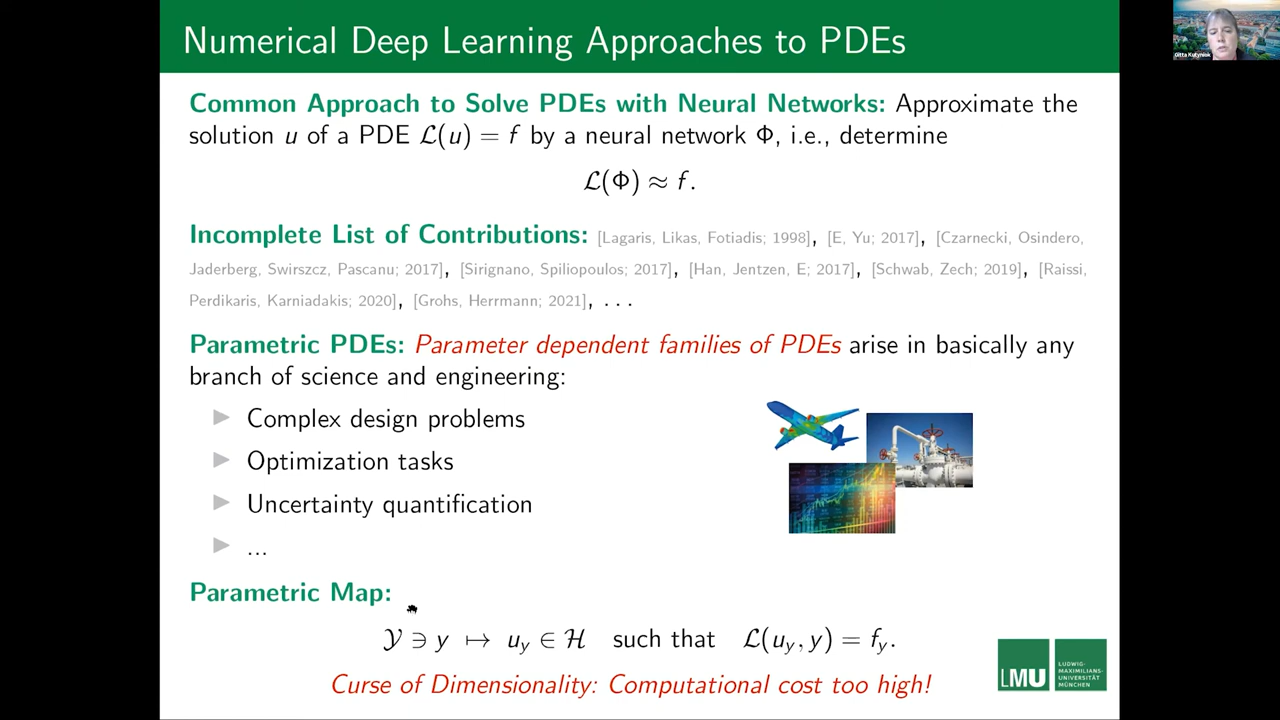 Numerical Deep Learning Approaches to PDEs
Gitta Kutyniok
Common Approach to Solve PDEs with Neural Networks: Approximate the
solution u of a PDE ℒ(u) = f by a neural network Φ, i.e., determine
ℒ(Φ) ≈ f.
Incomplete List of Contributions: [Lagaris, Likas, Fotiadis; 1998], [E, Yu; 2017], [Czarnecki, Osindero,
Jaderberg, Swirszcz, Pascanu; 2017], [Sirignano, Spiliopoulos; 2017], [Han, Jentzen, E; 2017], [Schwab, Zech; 2019], [Raissi,
Perdikaris, Karniadakis; 2020], [Grohs, Herrmann; 2021], . . .
Parametric PDEs: Parameter dependent families of PDEs arise in basically any
branch of science and engineering:
▶ Complex design problems
▶ Optimization tasks
▶ Uncertainty quantification
▶ ...
Parametric Map:
𝒴 ∋ y ↦ u_y ∈ ℋ such that ℒ(u_y, y) = f_y.
Curse of Dimensionality: Computational cost too high!
LMU
LUDWIG-
MAXIMILIANS-
UNIVERSITÄT
MÜNCHEN